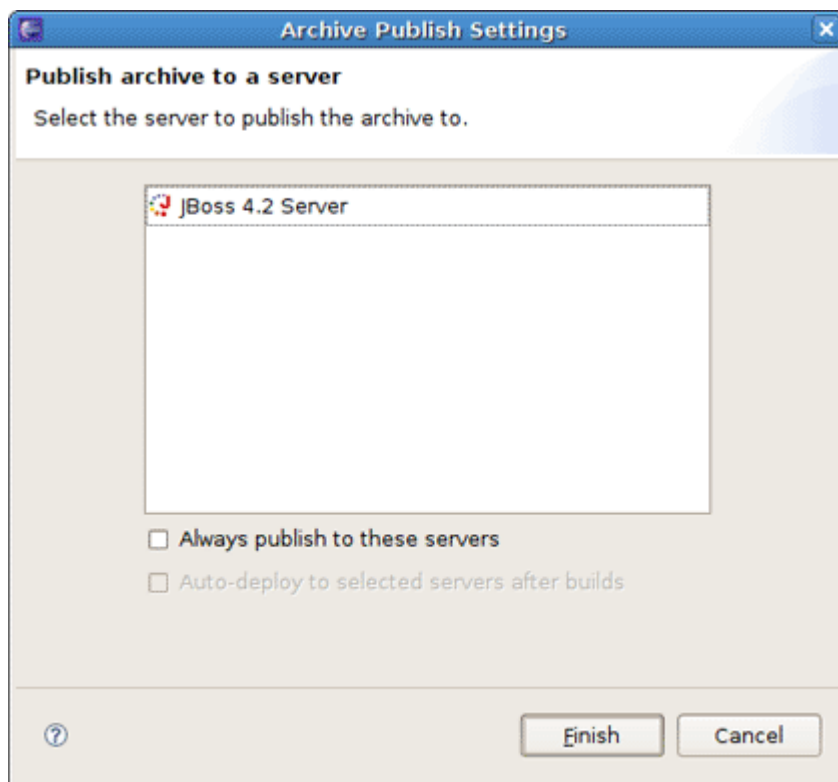 Archive Publish Settings
Publish archive to a server
Select the server to publish the archive to.
JBoss 4.2 Server
Always publish to these servers
Auto-deploy to selected servers after builds
Finish Cancel